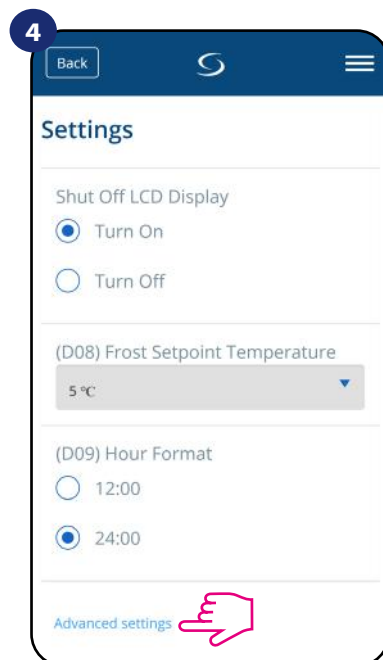 4
Back
Settings
Shut Off LCD Display
Turn On
Turn Off
(D08) Frost Setpoint Temperature
5 °C
(D09) Hour Format
12:00
24:00
Advanced settings